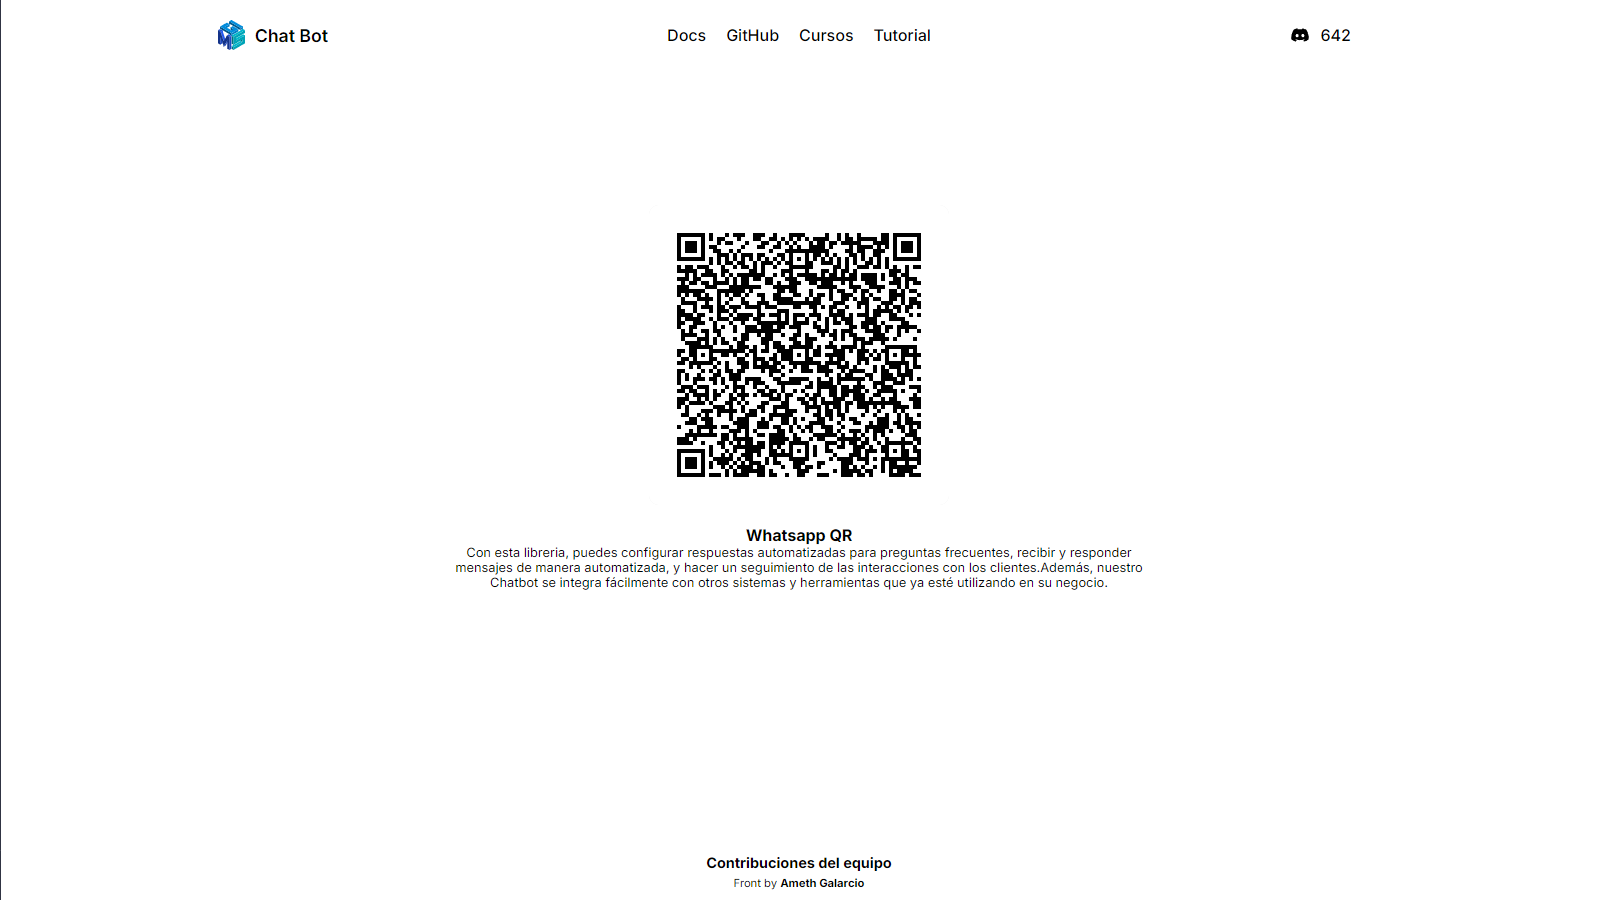 Chat Bot
Docs GitHub Cursos Tutorial
642
Whatsapp QR
Con esta libreria, puedes configurar respuestas automatizadas para preguntas frecuentes, recibir y responder
mensajes de manera automatizada, y hacer un seguimiento de las interacciones con los clientes.Además, nuestro
Chatbot se integra fácilmente con otros sistemas y herramientas que ya esté utilizando en su negocio.
Contribuciones del equipo
Front by Ameth Galarcio